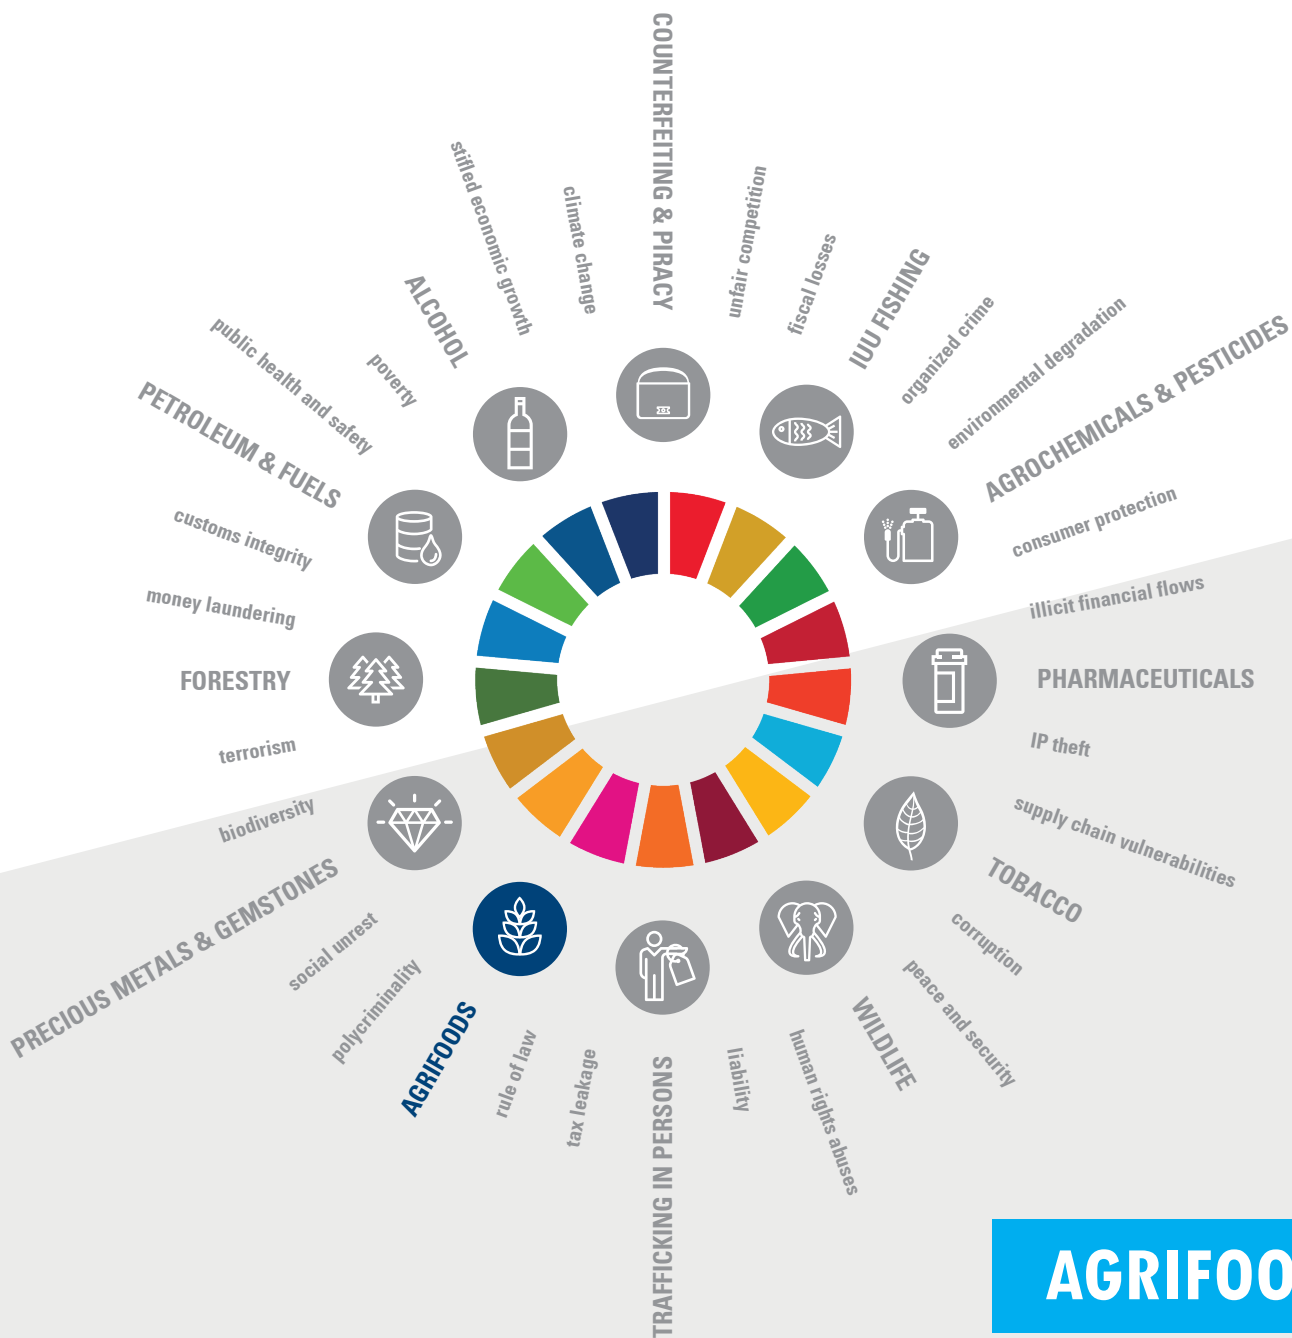 COUNTERFEITING & PIRACY
unfair competition
fiscal losses
IUU FISHING
organized crime
environmental degradation
AGROCHEMICALS & PESTICIDES
consumer protection
illicit financial flows
PHARMACEUTICALS
IP theft
supply chain vulnerabilities
TOBACCO
corruption
peace and security
WILDLIFE
human rights abuses
liability
TRAFFICKING IN PERSONS
tax leakage
rule of law
AGRIFOODS
polycriminality
social unrest
PRECIOUS METALS & GEMSTONES
biodiversity
terrorism
FORESTRY
money laundering
customs integrity
PETROLEUM & FUELS
public health and safety
poverty
ALCOHOL
stifled economic growth
climate change
AGRIFOO